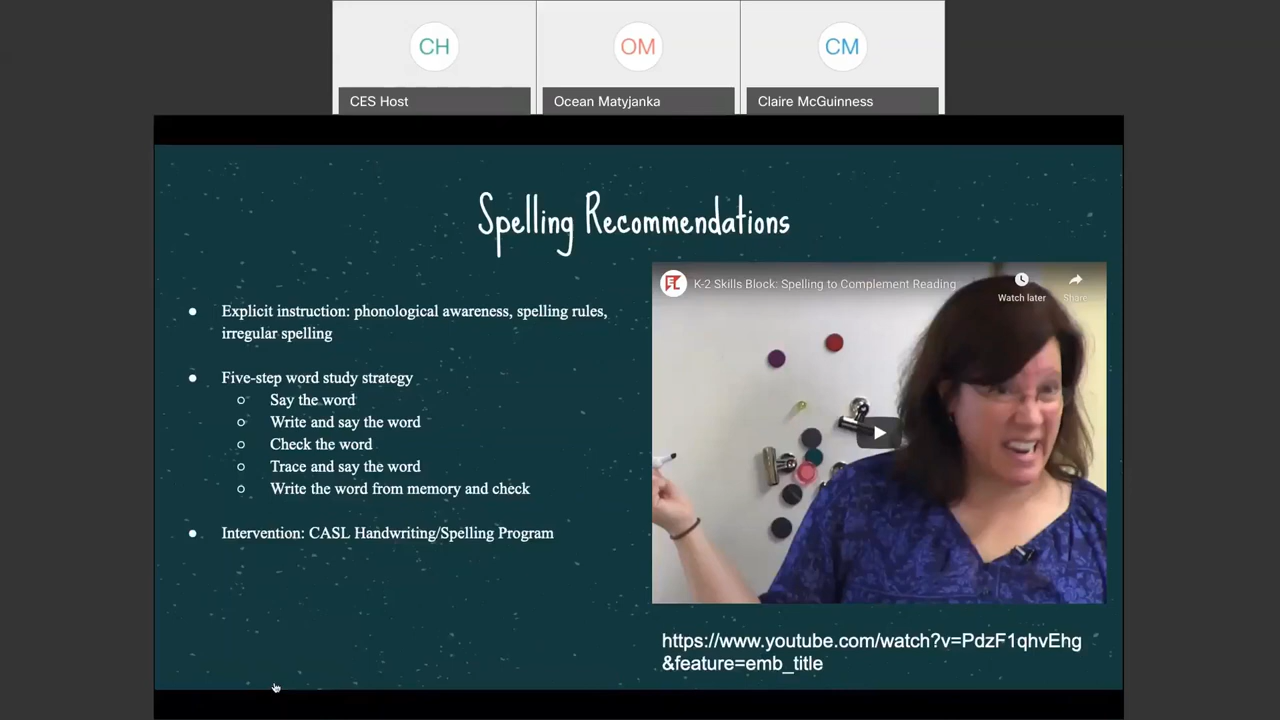 CH
OM
CM
CES Host
Ocean Matyjanka
Claire McGuinness
Spelling Recommendations
Explicit instruction: phonological awareness, spelling rules,
irregular spelling
Five-step word study strategy
Say the word
Write and say the word
Check the word
Trace and say the word
Write the word from memory and check
Intervention: CASL Handwriting/Spelling Program
EL
K-2 Skills Block: Spelling to Complement Reading
Watch later
Share
https://www.youtube.com/watch?v=PdzF1qhvEhg
&feature=emb_title